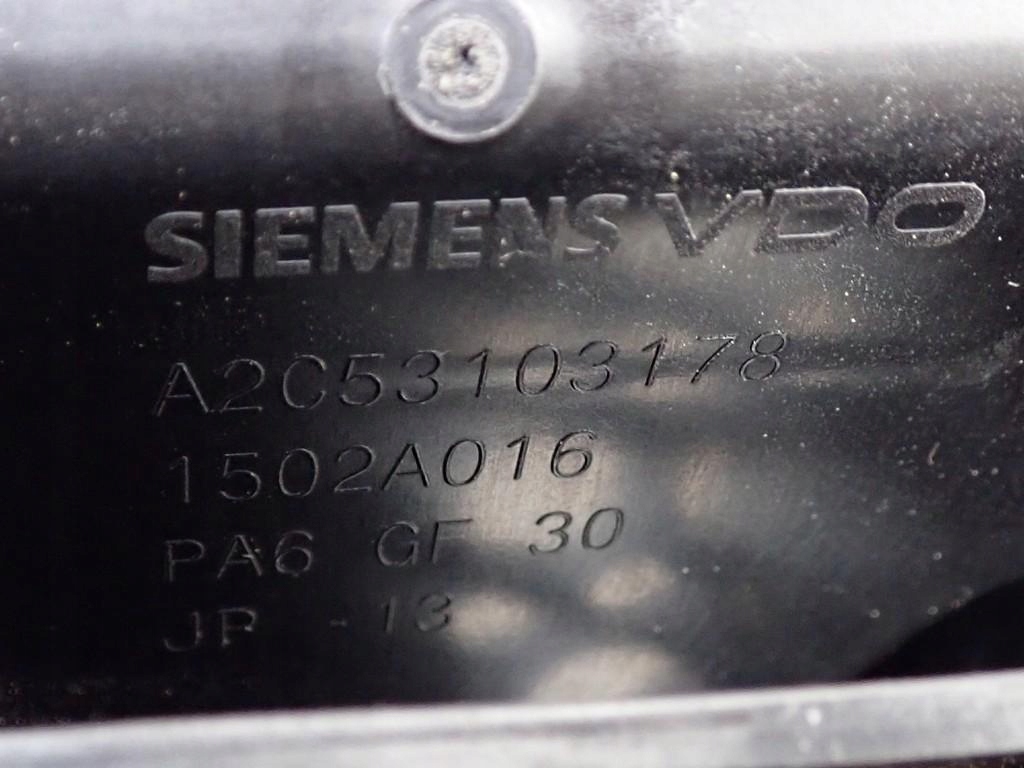 SIEMENS VDO
A2C53103178
1502A016
PA6 GF 30
JP -13